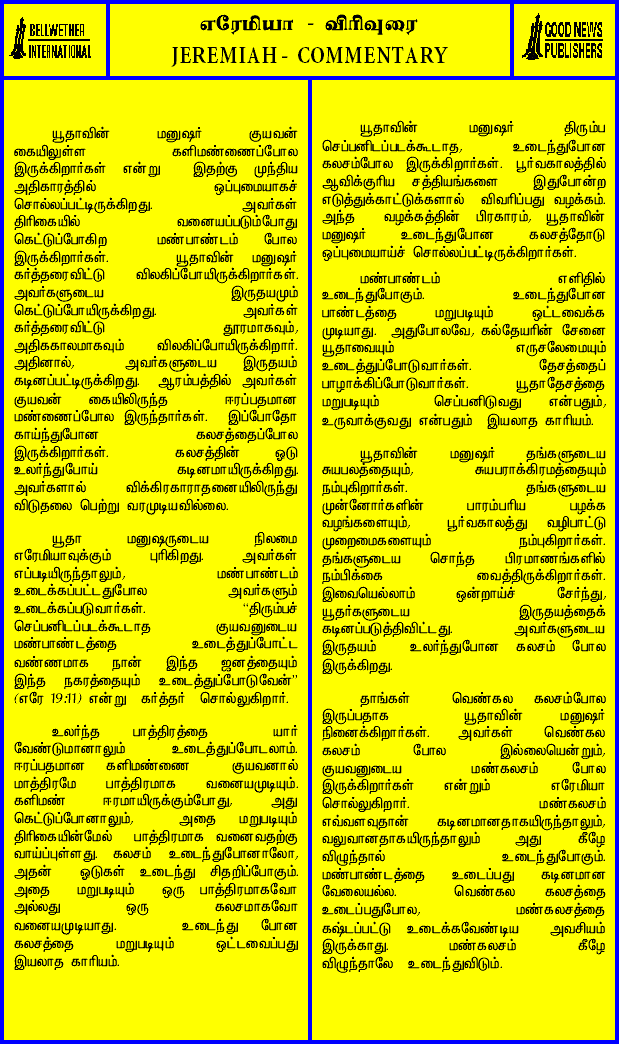 BELLWETHER
INTERNATIONAL
எரேமியா - விரிவுரை
JEREMIAH - COMMENTARY
GOOD NEWS
PUBLISHERS
யூதாவின் மனுஷர் குயவன்
கையிலுள்ள களிமண்ணைப்போல
இருக்கிறார்கள் என்று இதற்கு முந்திய
அதிகாரத்தில் ஒப்புமையாகச்
சொல்லப்பட்டிருக்கிறது. அவர்கள்
திரிகையில் வனையப்படும்போது
கெட்டுப்போகிற மண்பாண்டம் போல
இருக்கிறார்கள். யூதாவின் மனுஷர்
கர்த்தரைவிட்டு விலகிப்போயிருக்கிறார்கள்.
அவர்களுடைய இருதயமும்
கெட்டுப்போயிருக்கிறது. அவர்கள்
கர்த்தரைவிட்டு தூரமாகவும்,
அதிககாலமாகவும் விலகிப்போயிருக்கிறார்.
அதினால், அவர்களுடைய இருதயம்
கடினப்பட்டிருக்கிறது. ஆரம்பத்தில் அவர்கள்
குயவன் கையிலிருந்த ஈரப்பதமான
மண்ணைப்போல இருந்தார்கள். இப்போதோ
காய்ந்துபோன கலசத்தைப்போல
இருக்கிறார்கள். கலசத்தின் ஓடு
உலர்ந்துபோய் கடினமாயிருக்கிறது.
அவர்களால் விக்கிரகாராதனையிலிருந்து
விடுதலை பெற்று வரமுடியவில்லை.
யூதா மனுஷருடைய நிலமை
எரேமியாவுக்கும் புரிகிறது. அவர்கள்
எப்படியிருந்தாலும், மண்பாண்டம்
உடைக்கப்பட்டதுபோல அவர்களும்
உடைக்கப்படுவார்கள். "திரும்பச்
செப்பனிடப்படக்கூடாத குயவனுடைய
மண்பாண்டத்தை உடைத்துப்போட்ட
வண்ணமாக நான் இந்த ஜனத்தையும்
இந்த நகரத்தையும் உடைத்துப்போடுவேன்"
(எரே 19:11) என்று கர்த்தர் சொல்லுகிறார்.
உலர்ந்த பாத்திரத்தை யார்
வேண்டுமானாலும் உடைத்துப்போடலாம்.
ஈரப்பதமான களிமண்ணை குயவனால்
மாத்திரமே பாத்திரமாக வனையமுடியும்.
களிமண் ஈரமாயிருக்கும்போது, அது
கெட்டுப்போனாலும், அதை மறுபடியும்
திரிகையின்மேல் பாத்திரமாக வனைவதற்கு
வாய்ப்புள்ளது. கலசம் உடைந்துபோனாலோ,
அதன் ஓடுகள் உடைந்து சிதறிப்போகும்.
அதை மறுபடியும் ஒரு பாத்திரமாகவோ
அல்லது ஒரு கலசமாகவோ
வனையமுடியாது. உடைந்து போன
கலசத்தை மறுபடியும் ஒட்டவைப்பது
இயலாத காரியம்.
யூதாவின் மனுஷர் திரும்ப
செப்பனிடப்படக்கூடாத, உடைந்துபோன
கலசம்போல இருக்கிறார்கள். பூர்வகாலத்தில்
ஆவிக்குரிய சத்தியங்களை இதுபோன்ற
எடுத்துக்காட்டுக்களால் விவரிப்பது வழக்கம்.
அந்த வழக்கத்தின் பிரகாரம், யூதாவின்
மனுஷர் உடைந்துபோன கலசத்தோடு
ஒப்புமையாய்ச் சொல்லப்பட்டிருக்கிறார்கள்.
மண்பாண்டம் எளிதில்
உடைந்துபோகும். உடைந்துபோன
பாண்டத்தை மறுபடியும் ஒட்டவைக்க
முடியாது. அதுபோலவே, கல்தேயரின் சேனை
யூதாவையும் எருசலேமையும்
உடைத்துப்போடுவார்கள். தேசத்தைப்
பாழாக்கிப்போடுவார்கள். யூதாதேசத்தை
மறுபடியும் செப்பனிடுவது என்பதும்,
உருவாக்குவது என்பதும் இயலாத காரியம்.
யூதாவின் மனுஷர் தங்களுடைய
சுயபலத்தையும், சுயபராக்கிரமத்தையும்
நம்புகிறார்கள். தங்களுடைய
முன்னோர்களின் பாரம்பரிய பழக்க
வழங்களையும், பூர்வகாலத்து வழிபாட்டு
முறைமைகளையும் நம்புகிறார்கள்.
தங்களுடைய சொந்த பிரமாணங்களில்
நம்பிக்கை வைத்திருக்கிறார்கள்.
இவையெல்லாம் ஒன்றாய்ச் சேர்ந்து,
யூதர்களுடைய இருதயத்தைக்
கடினப்படுத்திவிட்டது. அவர்களுடைய
இருதயம் உலர்ந்துபோன கலசம் போல
இருக்கிறது.
தாங்கள் வெண்கல கலசம்போல
இருப்பதாக யூதாவின் மனுஷர்
நினைக்கிறார்கள். அவர்கள் வெண்கல
கலசம் போல இல்லையென்றும்,
குயவனுடைய மண்கலசம் போல
இருக்கிறார்கள் என்றும் எரேமியா
சொல்லுகிறார். மண்கலசம்
எவ்வளவுதான் கடினமானதாகயிருந்தாலும்,
வலுவானதாகயிருந்தாலும் அது கீழே
விழுந்தால் உடைந்துபோகும்.
மண்பாண்டத்தை உடைப்பது கடினமான
வேலையல்ல. வெண்கல கலசத்தை
உடைப்பதுபோல, மண்கலசத்தை
கஷ்டப்பட்டு உடைக்கவேண்டிய அவசியம்
இருக்காது. மண்கலசம் கீழே
விழுந்தாலே உடைந்துவிடும்.